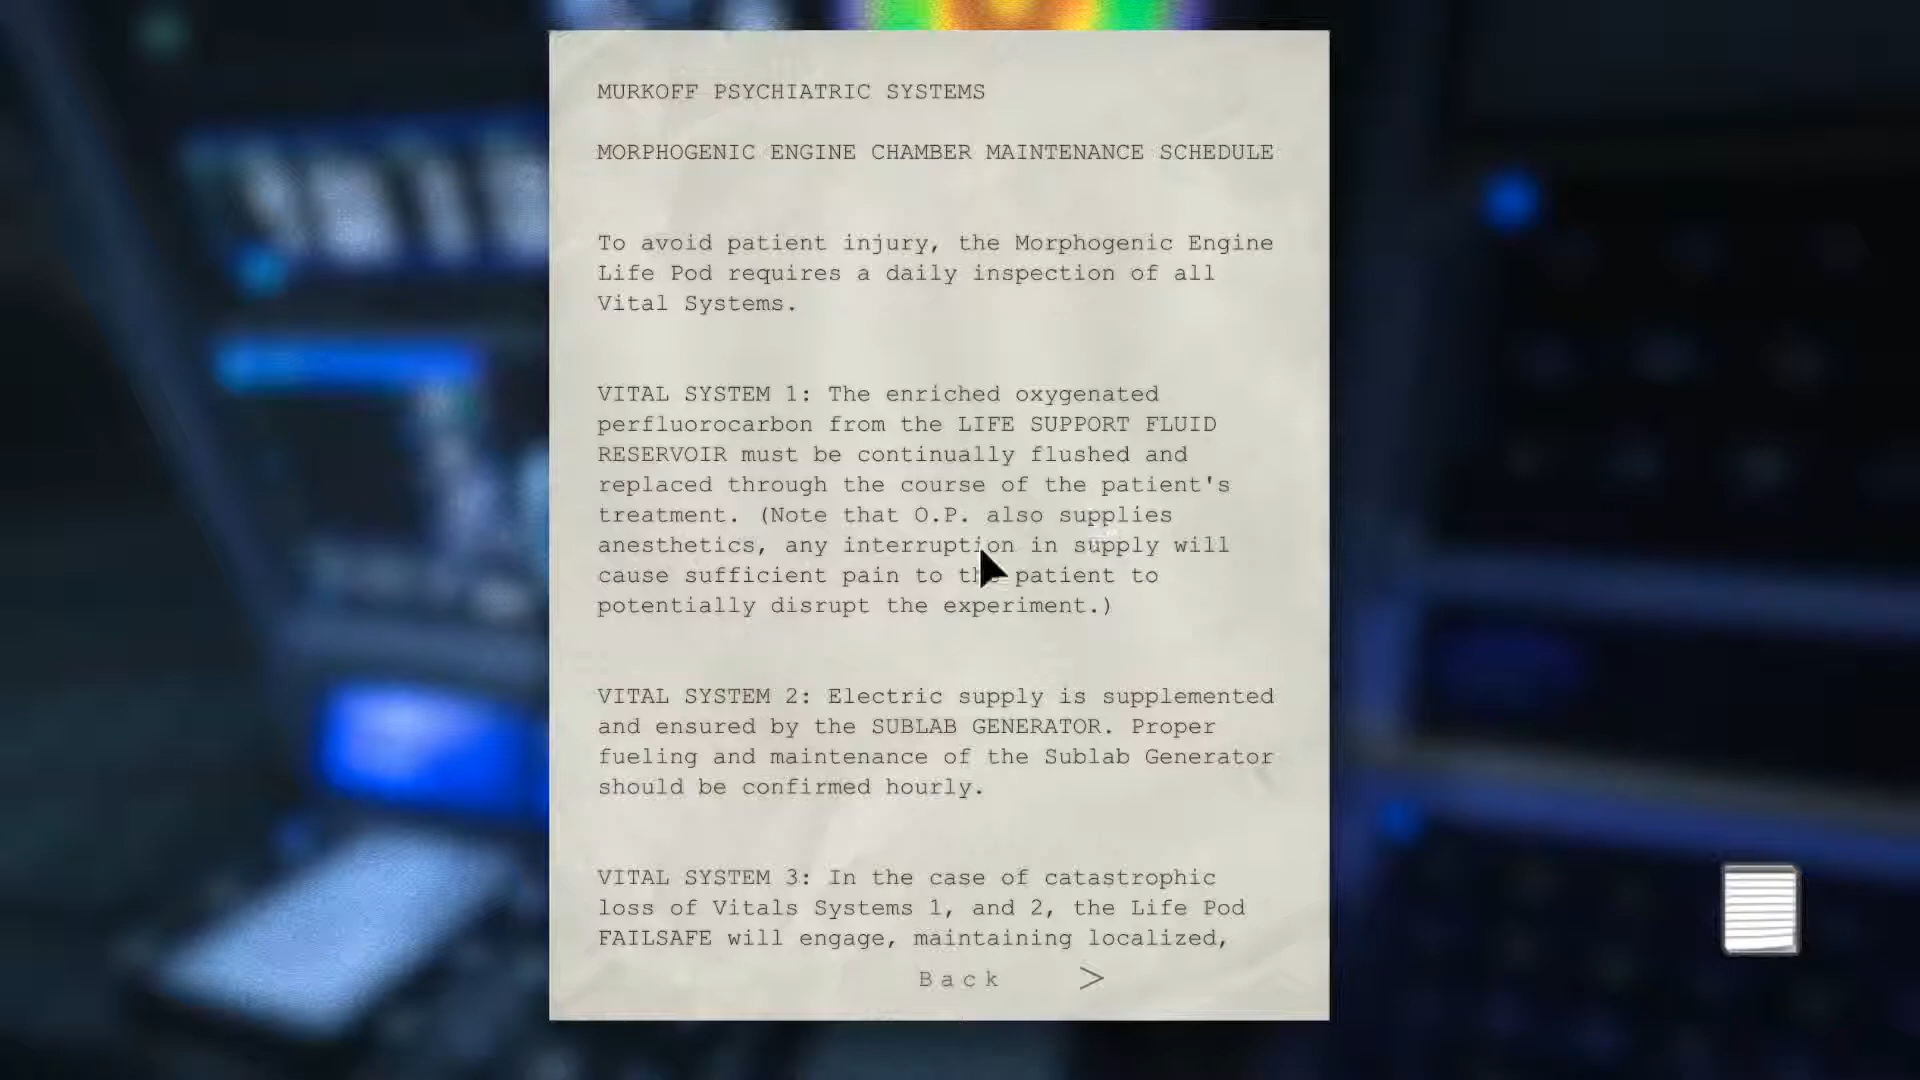 MURKOFF PSYCHIATRIC SYSTEMS
MORPHOGENIC ENGINE CHAMBER MAINTENANCE SCHEDULE
To avoid patient injury, the Morphogenic Engine
Life Pod requires a daily inspection of all
Vital Systems.
VITAL SYSTEM 1: The enriched oxygenated
perfluorocarbon from the LIFE SUPPORT FLUID
RESERVOIR must be continually flushed and
replaced through the course of the patient's
treatment. (Note that O.P. also supplies
anesthetics, any interruption in supply will
cause sufficient pain to the patient to
potentially disrupt the experiment.)
VITAL SYSTEM 2: Electric supply is supplemented
and ensured by the SUBLAB GENERATOR. Proper
fueling and maintenance of the Sublab Generator
should be confirmed hourly.
VITAL SYSTEM 3: In the case of catastrophic
loss of Vitals Systems 1, and 2, the Life Pod
FAILSAFE will engage, maintaining localized,
Back >